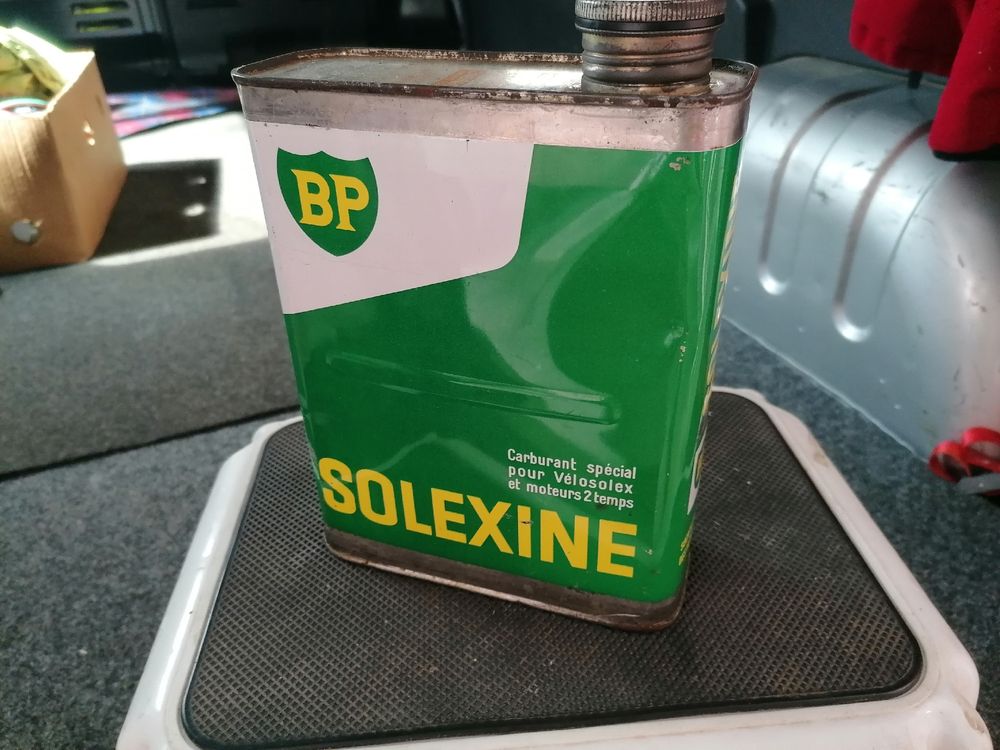 BP
Carburant spécial
pour Vélosolex
et moteurs 2 temps
SOLEXiNE